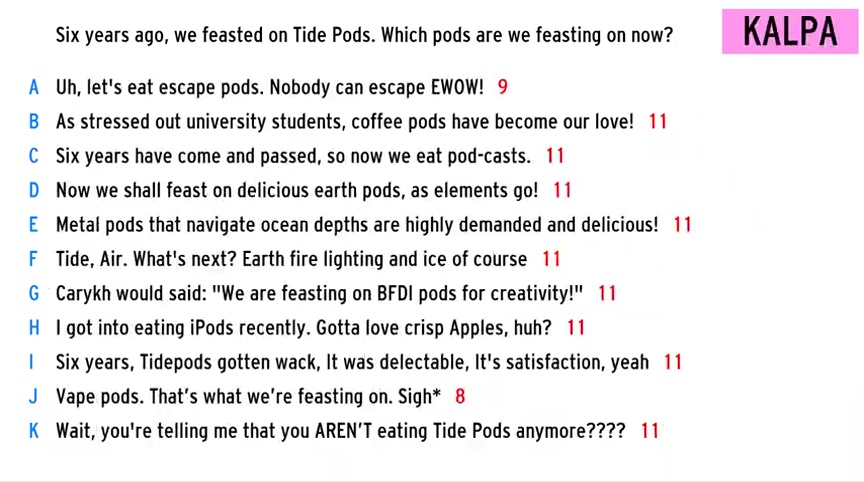 Six years ago, we feasted on Tide Pods. Which pods are we feasting on now?
KALPA
A Uh, let's eat escape pods. Nobody can escape EWOW! 9
B As stressed out university students, coffee pods have become our love! 11
C Six years have come and passed, so now we eat pod-casts. 11
D Now we shall feast on delicious earth pods, as elements go! 11
E Metal pods that navigate ocean depths are highly demanded and delicious! 11
F Tide, Air. What's next? Earth fire lighting and ice of course 11
G Carykh would said: "We are feasting on BFDI pods for creativity!" 11
H I got into eating iPods recently. Gotta love crisp Apples, huh? 11
I Six years, Tidepods gotten wack, It was delectable, It's satisfaction, yeah 11
J Vape pods. That’s what we’re feasting on. Sigh* 8
K Wait, you're telling me that you AREN’T eating Tide Pods anymore???? 11